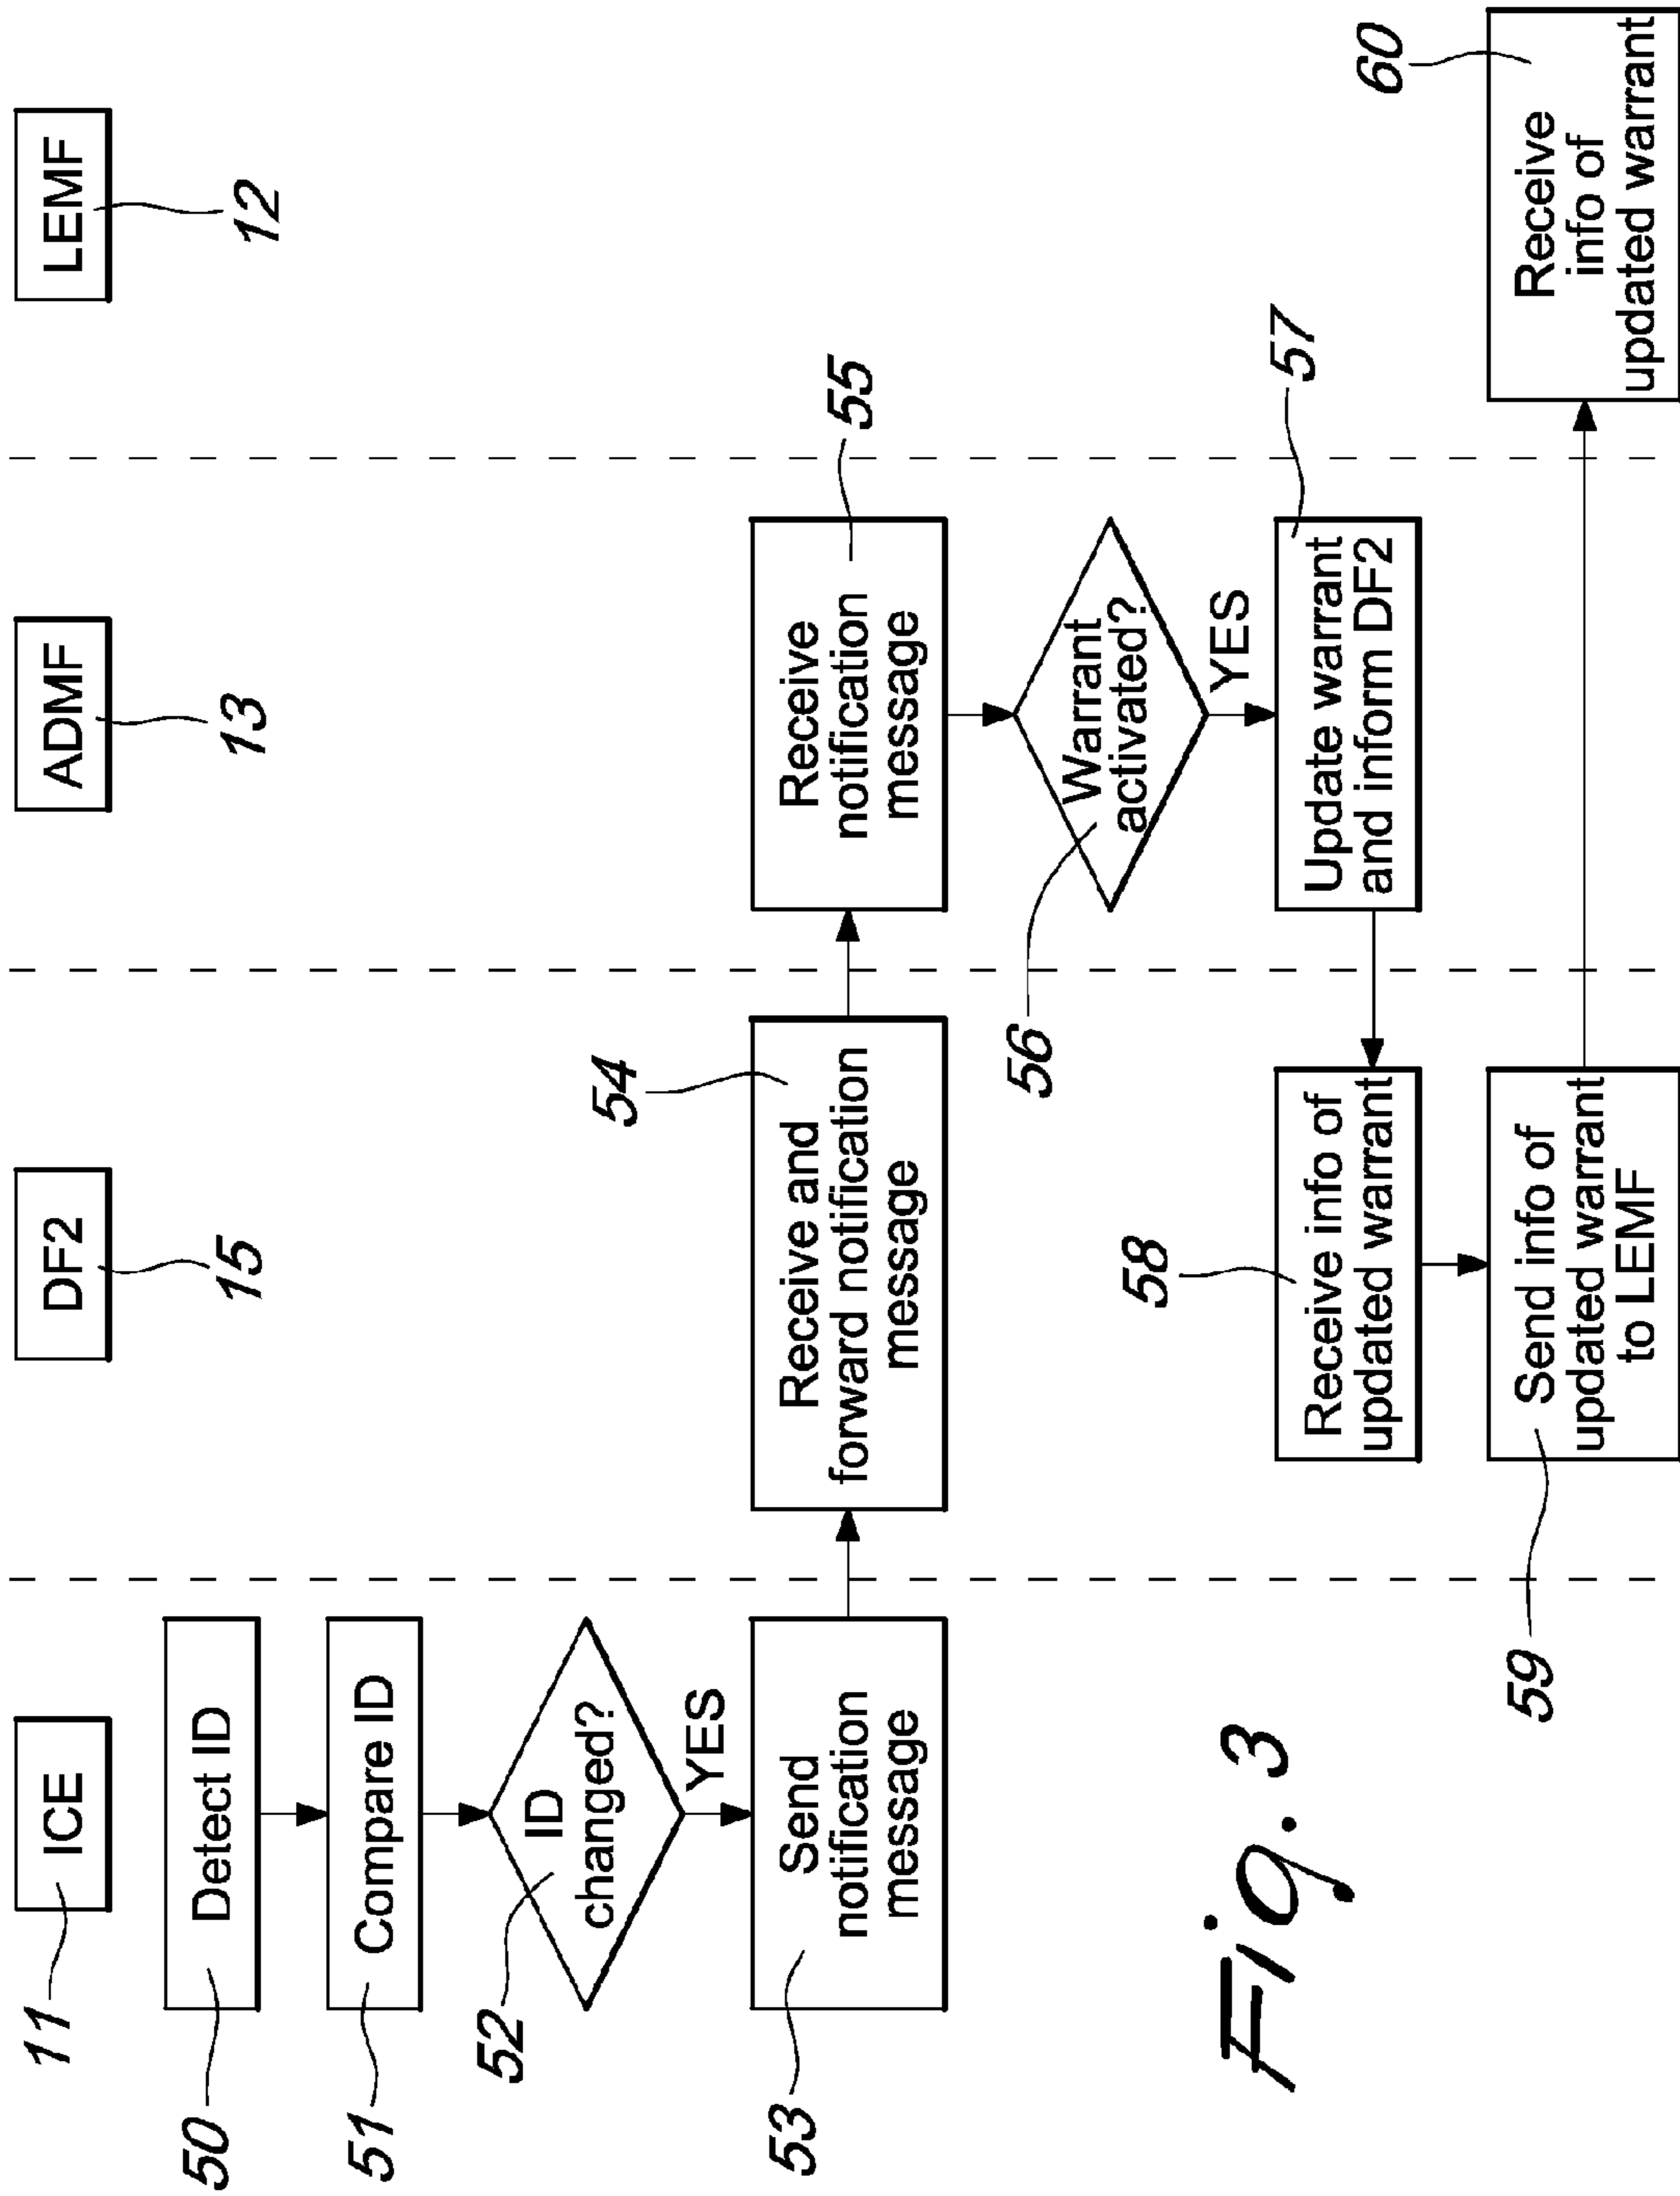 ICE
11
DF2
15
ADMF
13
LEMF
12
Detect ID
50
Compare ID
51
ID
changed?
52
YES
Send
notification
message
53
Receive and
forward notification
message
54
Receive
notification
message
55
Warrant
activated?
56
YES
Update warrant
and inform DF2
57
Receive info of
updated warrant
58
Send info of
updated warrant
to LEMF
59
Receive
info of
updated warrant
60
Fig. 3